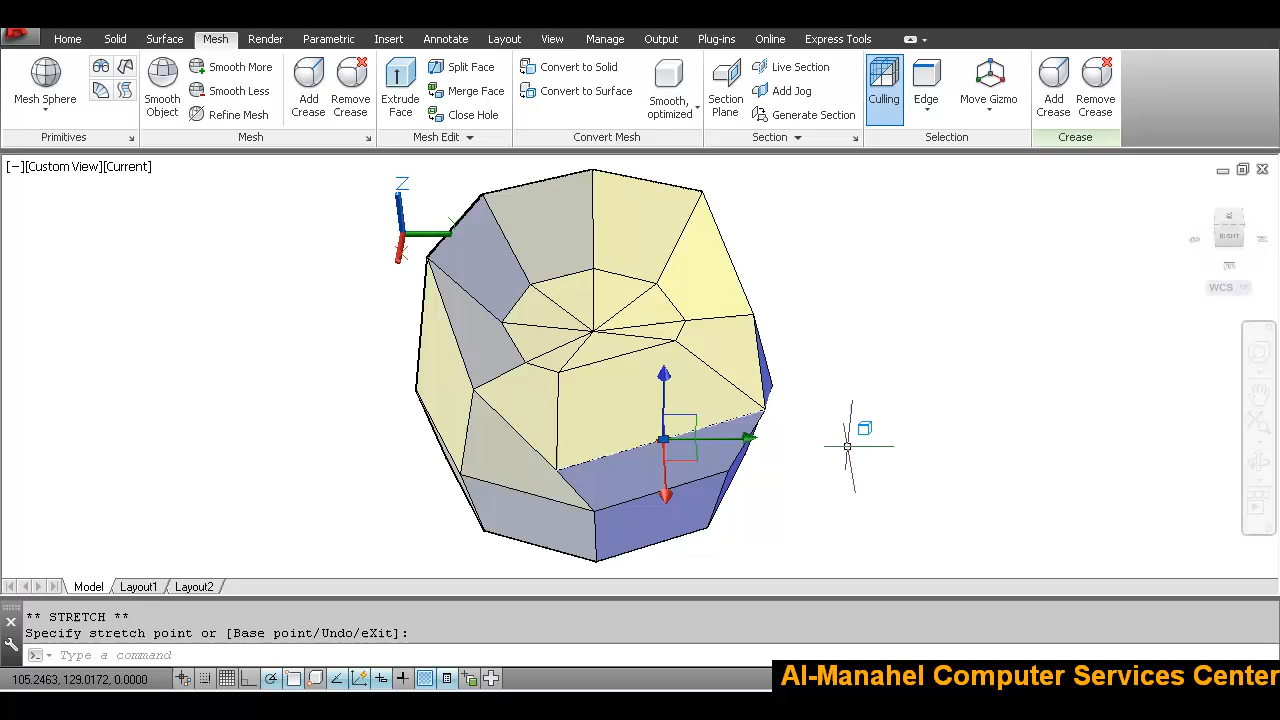 Home Solid Surface Mesh Render Parametric Insert Annotate Layout View Manage Output Plug-ins Online Express Tools
Mesh Sphere
Smooth Object
Smooth More
Smooth Less
Refine Mesh
Add Crease
Remove Crease
Extrude Face
Split Face
Merge Face
Close Hole
Convert to Solid
Convert to Surface
Smooth, optimized
Section Plane
Live Section
Add Jog
Generate Section
Culling
Edge
Move Gizmo
Add Crease
Remove Crease
Primitives Mesh Mesh Edit Convert Mesh Section Selection Crease
[−][Custom View][Current]
Z
RIGHT
WCS
Model Layout1 Layout2
** STRETCH **
Specify stretch point or [Base point/Undo/eXit]:
Type a command
105.2463, 129.0172, 0.0000
Al-Manahel Computer Services Center